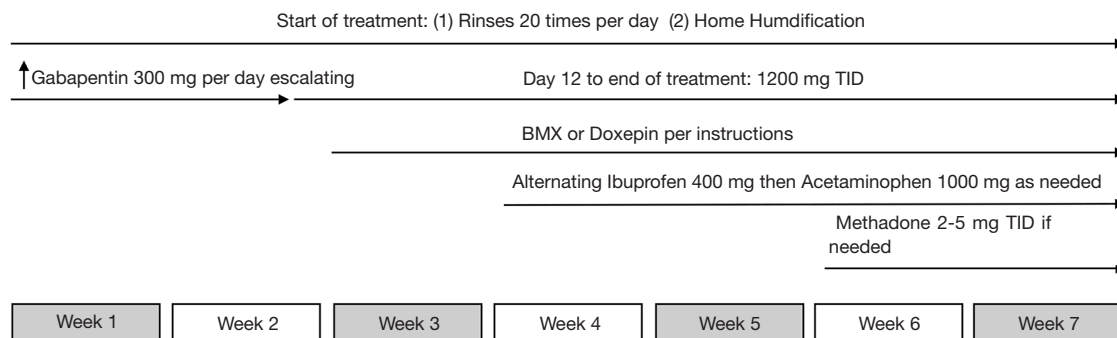 Start of treatment: (1) Rinses 20 times per day (2) Home Humdification
Gabapentin 300 mg per day escalating
Day 12 to end of treatment: 1200 mg TID
BMX or Doxepin per instructions
Alternating Ibuprofen 400 mg then Acetaminophen 1000 mg as needed
Methadone 2-5 mg TID if
needed
Week 1
Week 2
Week 3
Week 4
Week 5
Week 6
Week 7